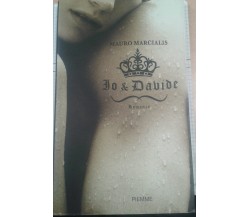 MAURO MARCIALIS
Io & Davide
Romanzo
PIEMME